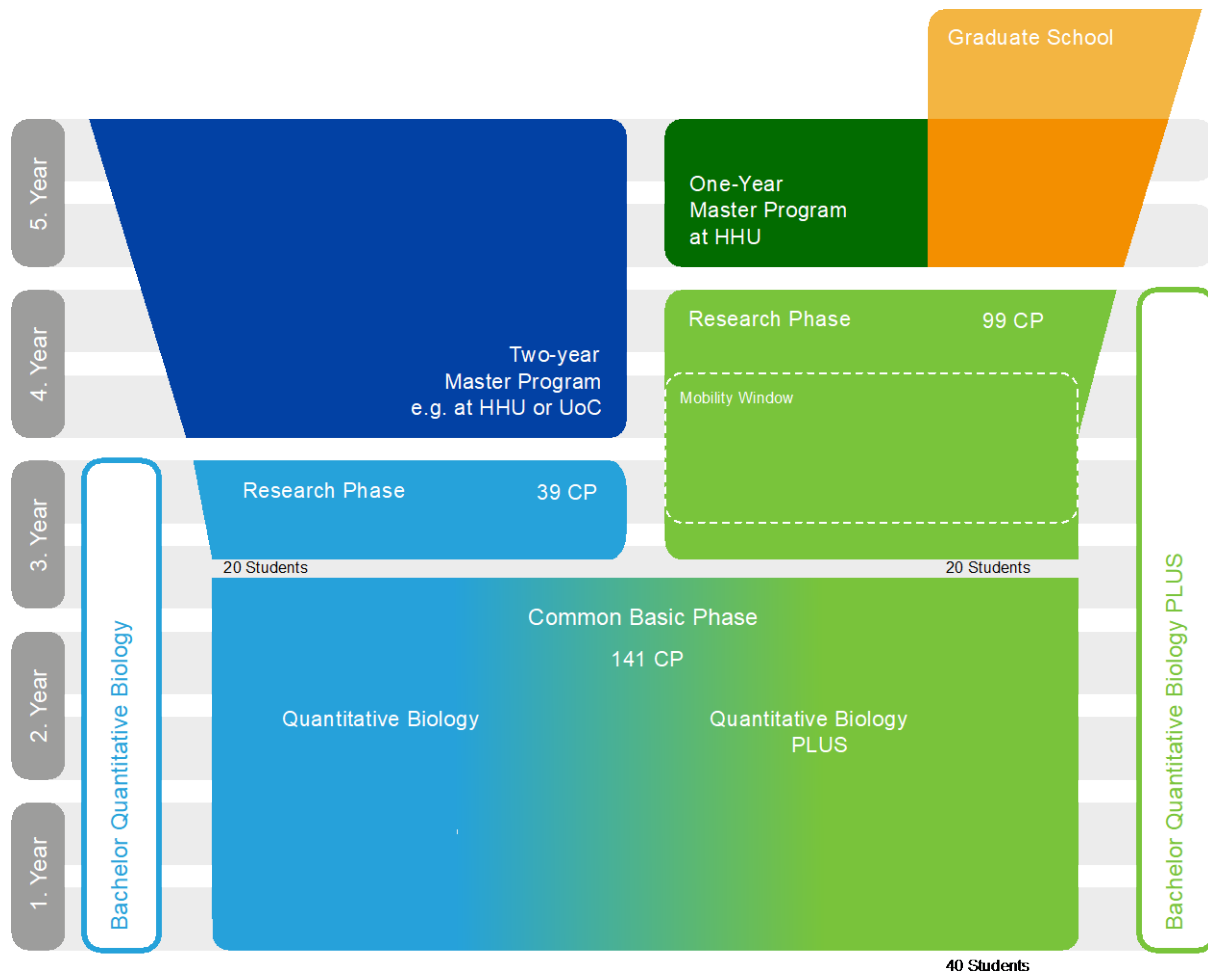 Graduate School
5. Year
One-Year
Master Program
at HHU
4. Year
Two-year
Master Program
e.g. at HHU or UoC
Research Phase
99 CP
Mobility Window
3. Year
Research Phase
39 CP
20 Students
20 Students
Common Basic Phase
141 CP
2. Year
Quantitative Biology
Quantitative Biology
PLUS
1. Year
Bachelor Quantitative Biology
Bachelor Quantitative Biology PLUS
40 Students